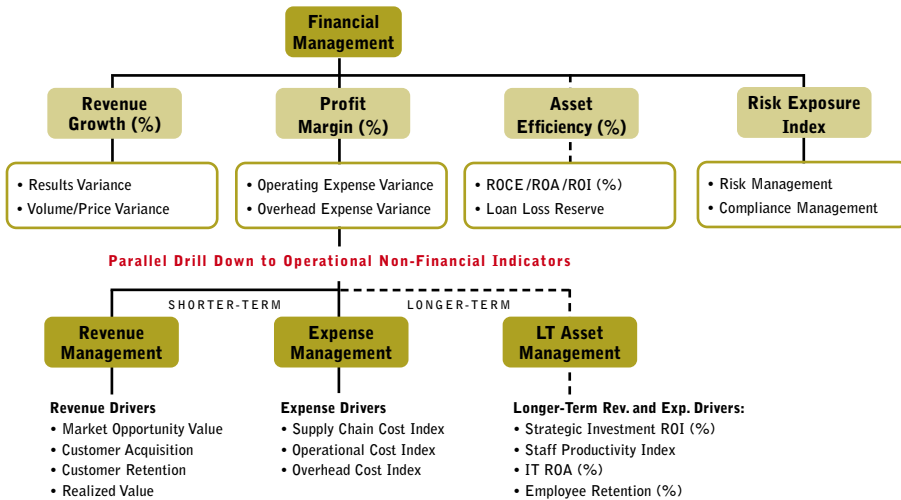 Financial
Management
Revenue
Growth (%)
Profit
Margin (%)
Asset
Efficiency (%)
Risk Exposure
Index
• Results Variance
• Volume/Price Variance
• Operating Expense Variance
• Overhead Expense Variance
• ROCE/ROA/ROI (%)
• Loan Loss Reserve
• Risk Management
• Compliance Management
Parallel Drill Down to Operational Non-Financial Indicators
SHORTER-TERM
LONGER-TERM
Revenue
Management
Expense
Management
LT Asset
Management
Revenue Drivers
• Market Opportunity Value
• Customer Acquisition
• Customer Retention
• Realized Value
Expense Drivers
• Supply Chain Cost Index
• Operational Cost Index
• Overhead Cost Index
Longer-Term Rev. and Exp. Drivers:
• Strategic Investment ROI (%)
• Staff Productivity Index
• IT ROA (%)
• Employee Retention (%)